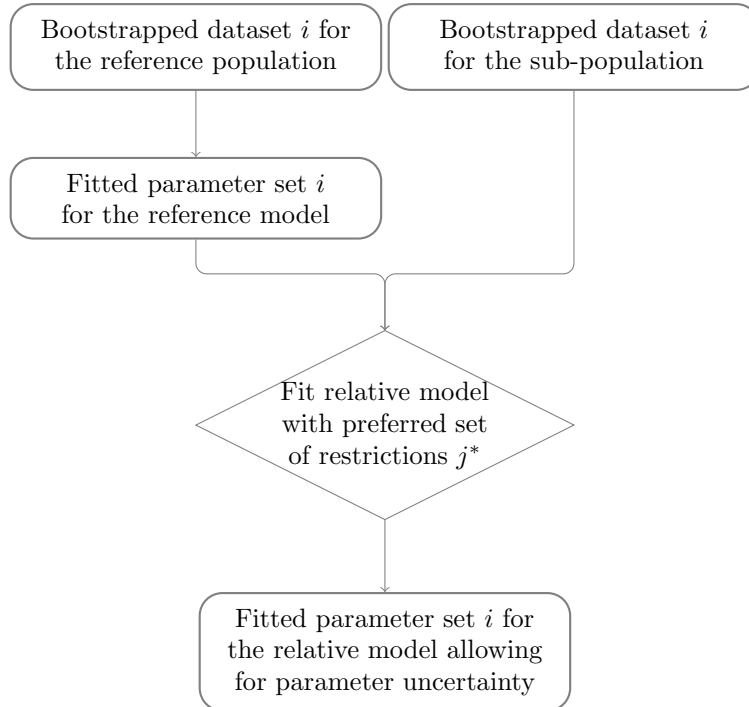 Bootstrapped dataset i for
the reference population
Bootstrapped dataset i
for the sub-population
Fitted parameter set i
for the reference model
Fit relative model
with preferred set
of restrictions j*
Fitted parameter set i for
the relative model allowing
for parameter uncertainty